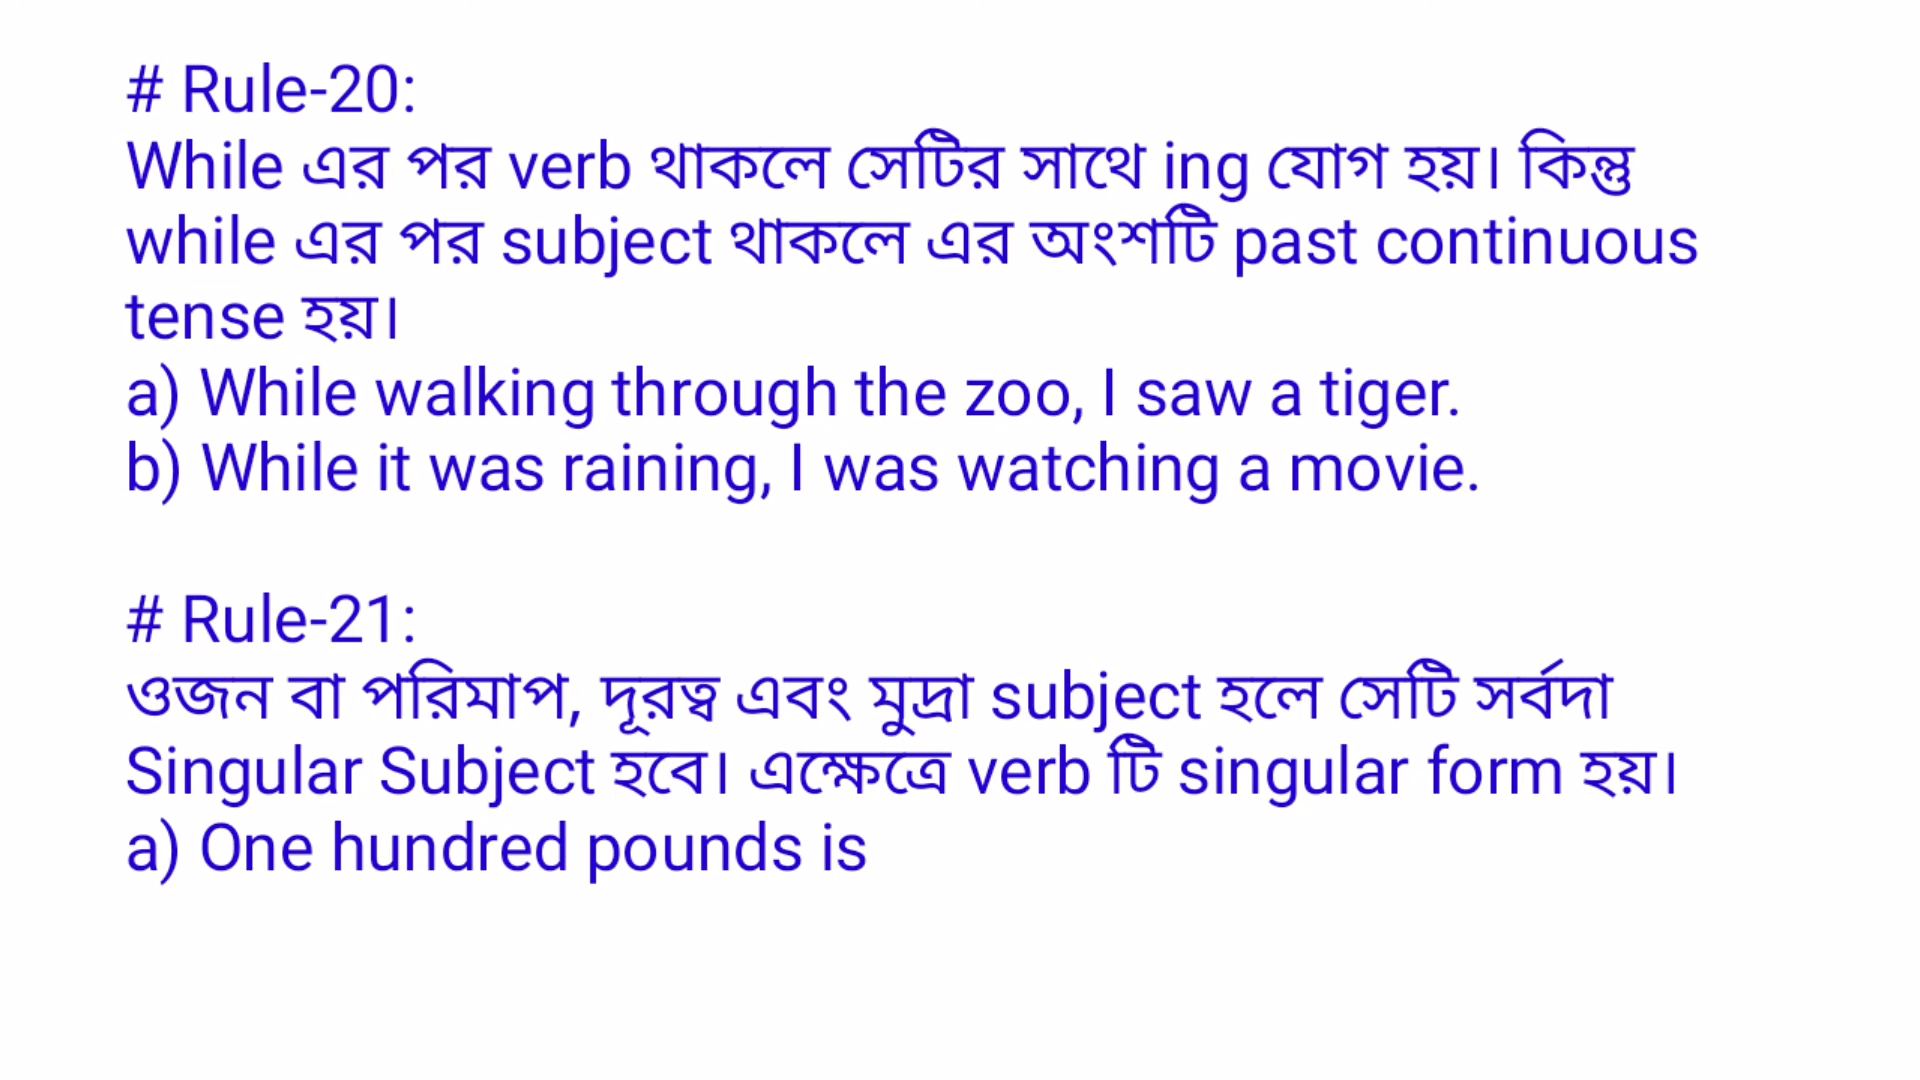 # Rule-20:
While এর পর verb থাকলে সেটির সাথে ing যোগ হয়। কিন্তু
while এর পর subject থাকলে এর অংশটি past continuous
tense হয়।
a) While walking through the zoo, I saw a tiger.
b) While it was raining, I was watching a movie.
# Rule-21:
ওজন বা পরিমাপ, দূরত্ব এবং মুদ্রা subject হলে সেটি সর্বদা
Singular Subject হবে। এক্ষেত্রে verb টি singular form হয়।
a) One hundred pounds is